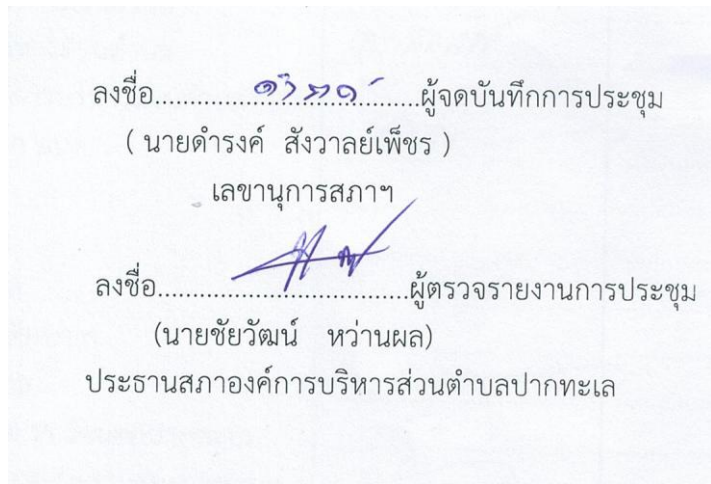 ลงชื่อ......................................ผู้จดบันทึกการประชุม
( นายดำรงค์ สังวาลย์เพ็ชร )
เลขานุการสภาฯ
ลงชื่อ....................................ผู้ตรวจรายงานการประชุม
(นายชัยวัฒน์ หว่านผล)
ประธานสภาองค์การบริหารส่วนตำบลปากทะเล